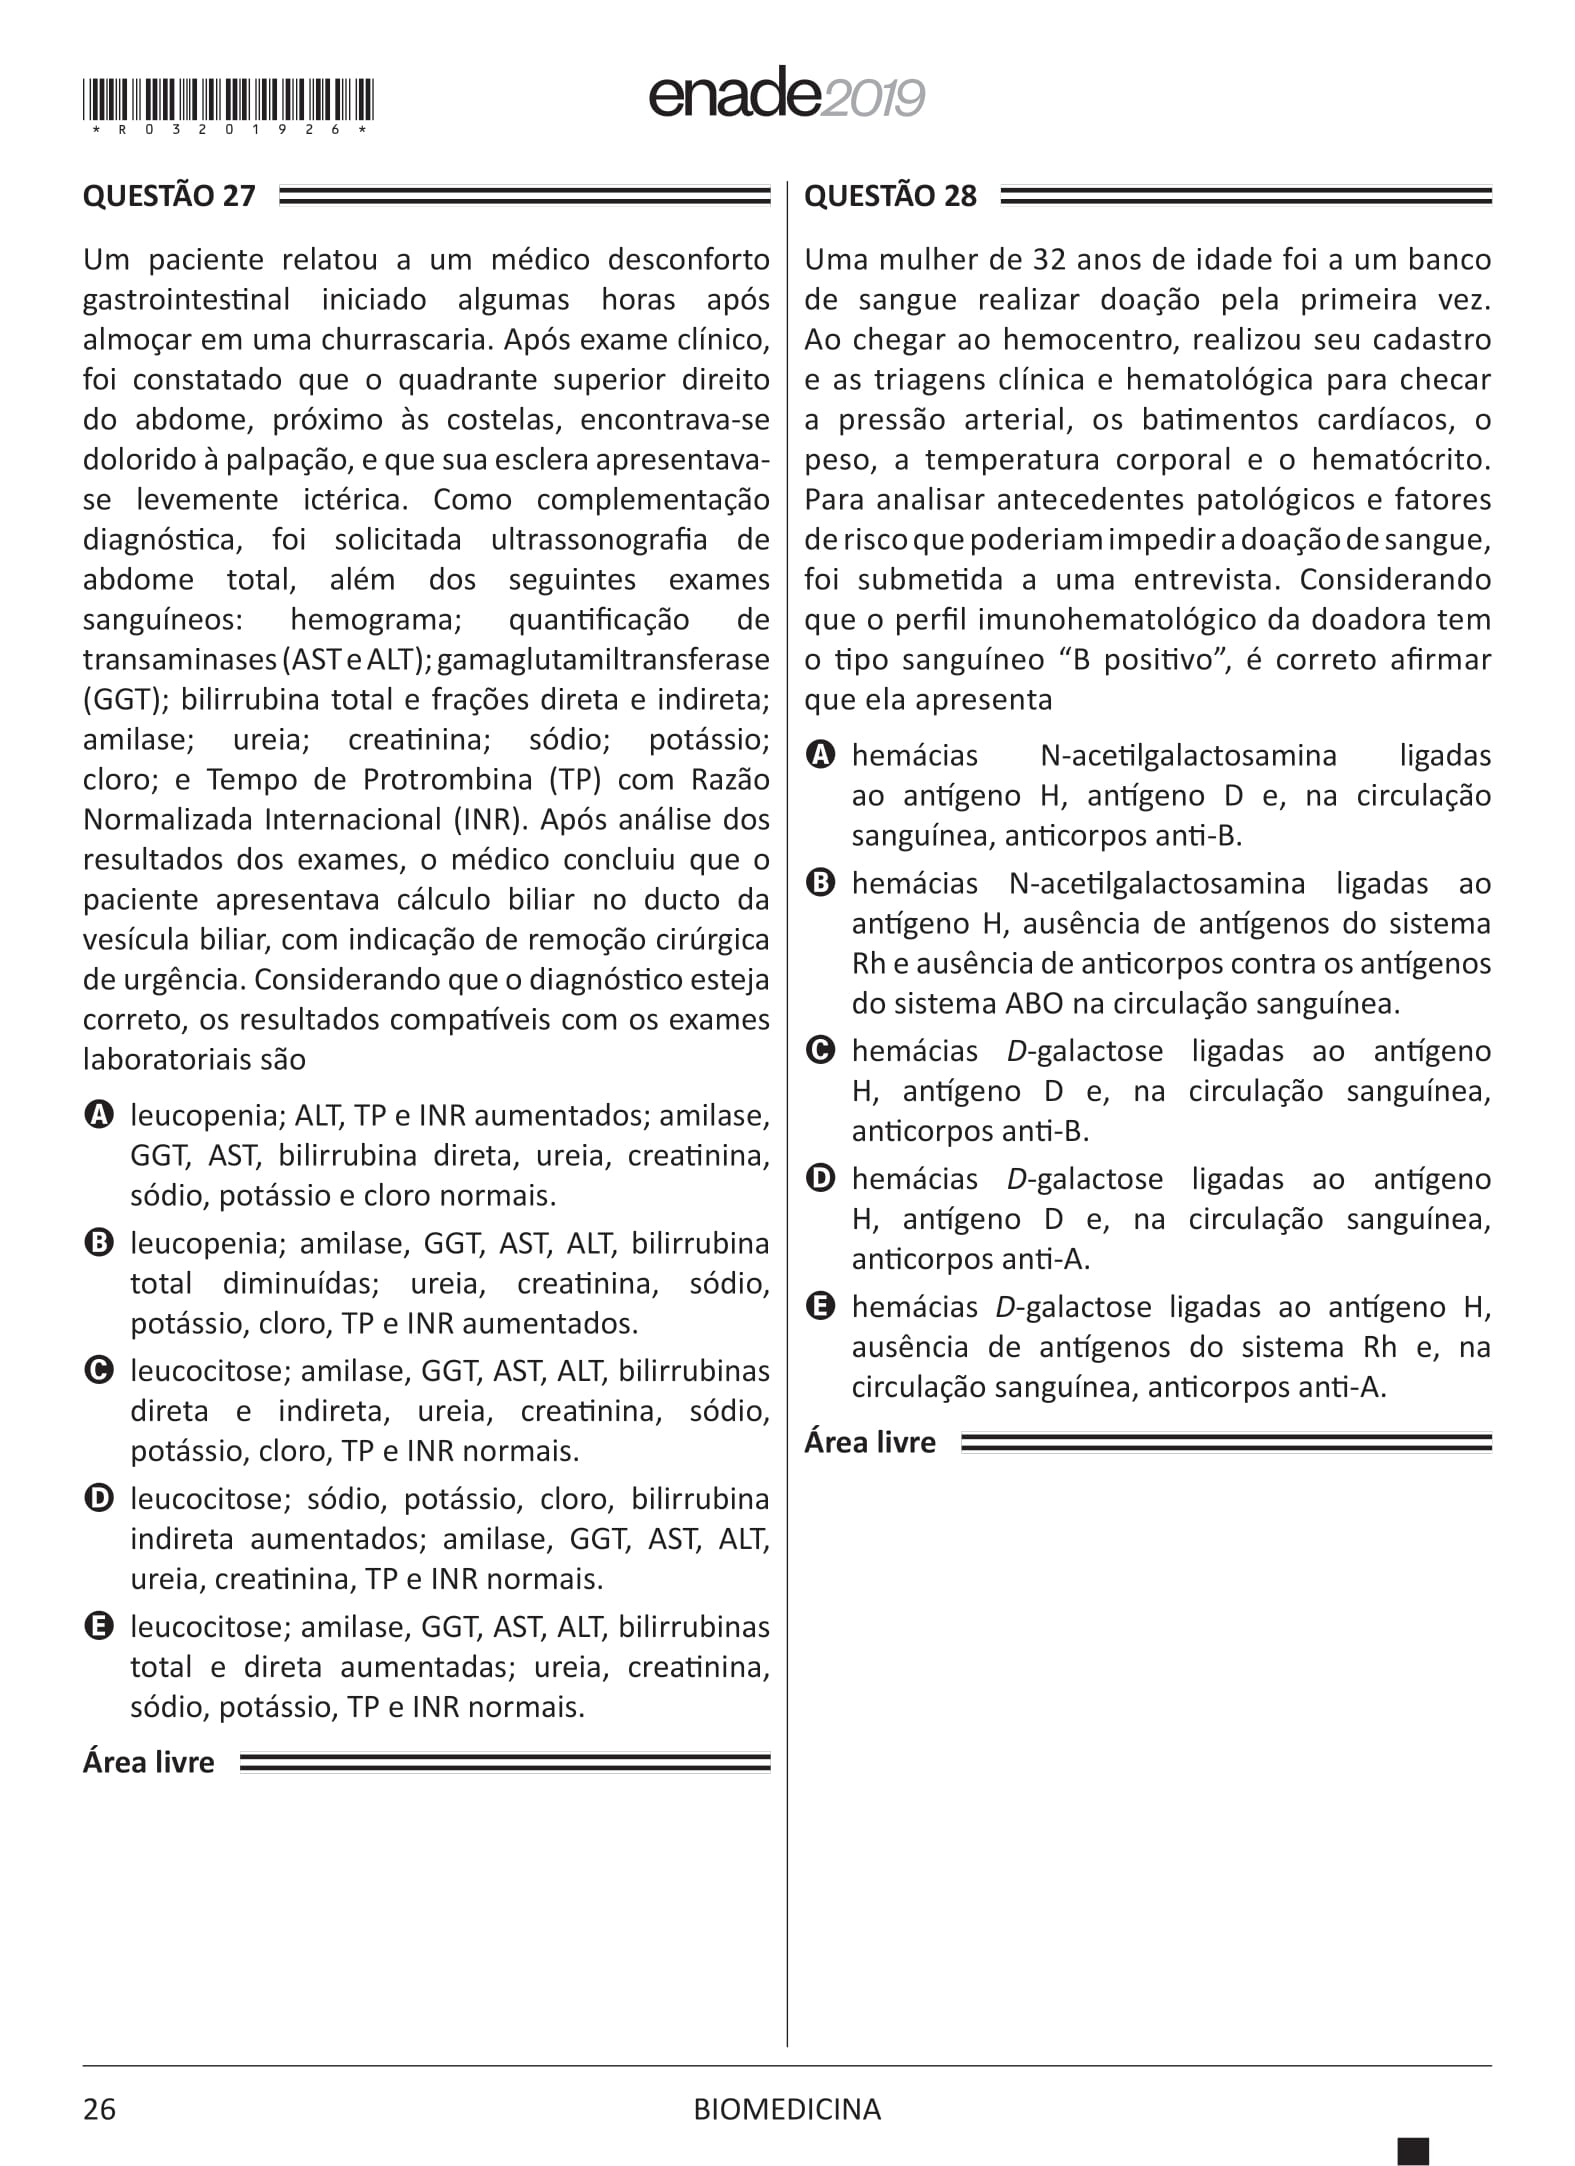 *R03201926*
enade2019
QUESTÃO 27
Um paciente relatou a um médico desconforto
gastrointestinal iniciado algumas horas após
almoçar em uma churrascaria. Após exame clínico,
foi constatado que o quadrante superior direito
do abdome, próximo às costelas, encontrava-se
dolorido à palpação, e que sua esclera apresentava-
se levemente ictérica. Como complementação
diagnóstica, foi solicitada ultrassonografia de
abdome total, além dos seguintes exames
sanguíneos: hemograma; quantificação de
transaminases (AST e ALT); gamaglutamiltransferase
(GGT); bilirrubina total e frações direta e indireta;
amilase; ureia; creatinina; sódio; potássio;
cloro; e Tempo de Protrombina (TP) com Razão
Normalizada Internacional (INR). Após análise dos
resultados dos exames, o médico concluiu que o
paciente apresentava cálculo biliar no ducto da
vesícula biliar, com indicação de remoção cirúrgica
de urgência. Considerando que o diagnóstico esteja
correto, os resultados compatíveis com os exames
laboratoriais são
A leucopenia; ALT, TP e INR aumentados; amilase,
GGT, AST, bilirrubina direta, ureia, creatinina,
sódio, potássio e cloro normais.
B leucopenia; amilase, GGT, AST, ALT, bilirrubina
total diminuídas; ureia, creatinina, sódio,
potássio, cloro, TP e INR aumentados.
C leucocitose; amilase, GGT, AST, ALT, bilirrubinas
direta e indireta, ureia, creatinina, sódio,
potássio, cloro, TP e INR normais.
D leucocitose; sódio, potássio, cloro, bilirrubina
indireta aumentados; amilase, GGT, AST, ALT,
ureia, creatinina, TP e INR normais.
E leucocitose; amilase, GGT, AST, ALT, bilirrubinas
total e direta aumentadas; ureia, creatinina,
sódio, potássio, TP e INR normais.
Área livre
QUESTÃO 28
Uma mulher de 32 anos de idade foi a um banco
de sangue realizar doação pela primeira vez.
Ao chegar ao hemocentro, realizou seu cadastro
e as triagens clínica e hematológica para checar
a pressão arterial, os batimentos cardíacos, o
peso, a temperatura corporal e o hematócrito.
Para analisar antecedentes patológicos e fatores
de risco que poderiam impedir a doação de sangue,
foi submetida a uma entrevista. Considerando
que o perfil imunohematológico da doadora tem
o tipo sanguíneo “B positivo”, é correto afirmar
que ela apresenta
A hemácias N-acetilgalactosamina ligadas
ao antígeno H, antígeno D e, na circulação
sanguínea, anticorpos anti-B.
B hemácias N-acetilgalactosamina ligadas ao
antígeno H, ausência de antígenos do sistema
Rh e ausência de anticorpos contra os antígenos
do sistema ABO na circulação sanguínea.
C hemácias D-galactose ligadas ao antígeno
H, antígeno D e, na circulação sanguínea,
anticorpos anti-B.
D hemácias D-galactose ligadas ao antígeno
H, antígeno D e, na circulação sanguínea,
anticorpos anti-A.
E hemácias D-galactose ligadas ao antígeno H,
ausência de antígenos do sistema Rh e, na
circulação sanguínea, anticorpos anti-A.
Área livre
26
BIOMEDICINA